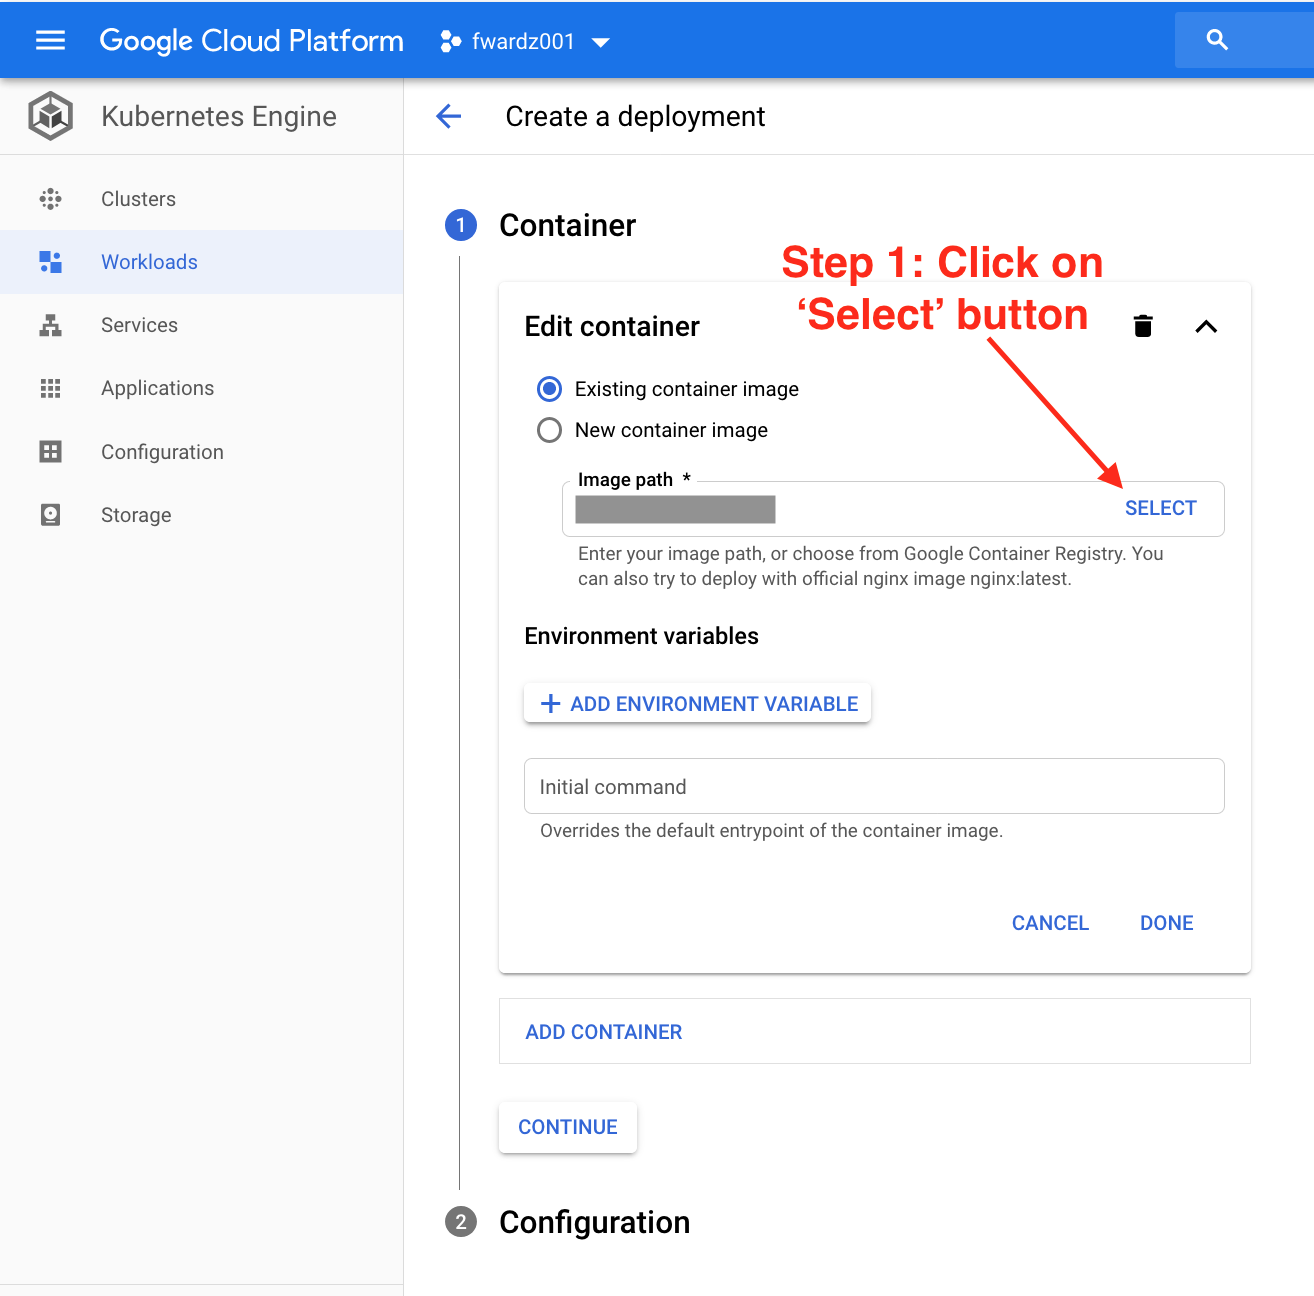 Google Cloud Platform
fwardz001
Kubernetes Engine
Create a deployment
Clusters
Workloads
Services
Applications
Configuration
Storage
1 Container
Step 1: Click on
‘Select’ button
Edit container
Existing container image
New container image
Image path *
SELECT
Enter your image path, or choose from Google Container Registry. You
can also try to deploy with official nginx image nginx:latest.
Environment variables
+ ADD ENVIRONMENT VARIABLE
Initial command
Overrides the default entrypoint of the container image.
CANCEL
DONE
ADD CONTAINER
CONTINUE
2 Configuration